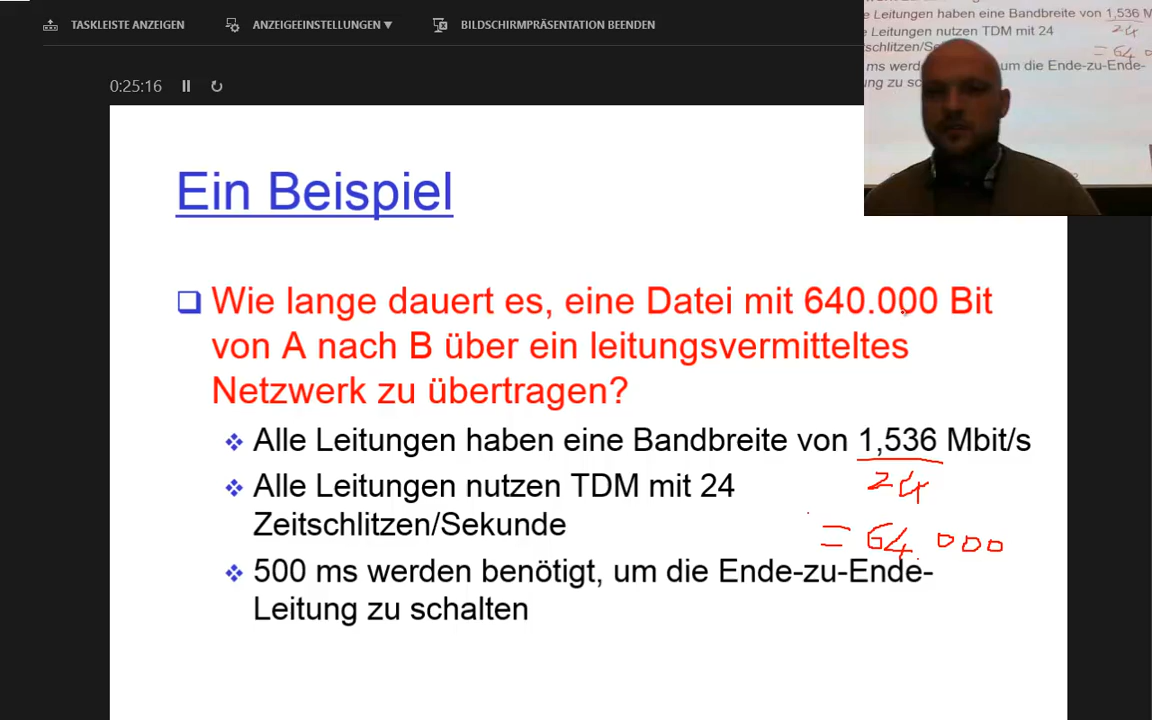 TASKLEISTE ANZEIGEN
ANZEIGEEINSTELLUNGEN ▼
BILDSCHIRMPRÄSENTATION BEENDEN
0:25:16
e Leitungen haben eine Bandbreite von 1,536 M
24
e Leitungen nutzen TDM mit 24
= 64 0
tschlitzen/Se
ms werd um die Ende-zu-Ende-
ng zu sc
Ein Beispiel
Wie lange dauert es, eine Datei mit 640.000 Bit
von A nach B über ein leitungsvermitteltes
Netzwerk zu übertragen?
Alle Leitungen haben eine Bandbreite von 1,536 Mbit/s
24
Alle Leitungen nutzen TDM mit 24
Zeitschlitzen/Sekunde
= 64.000
500 ms werden benötigt, um die Ende-zu-Ende-
Leitung zu schalten